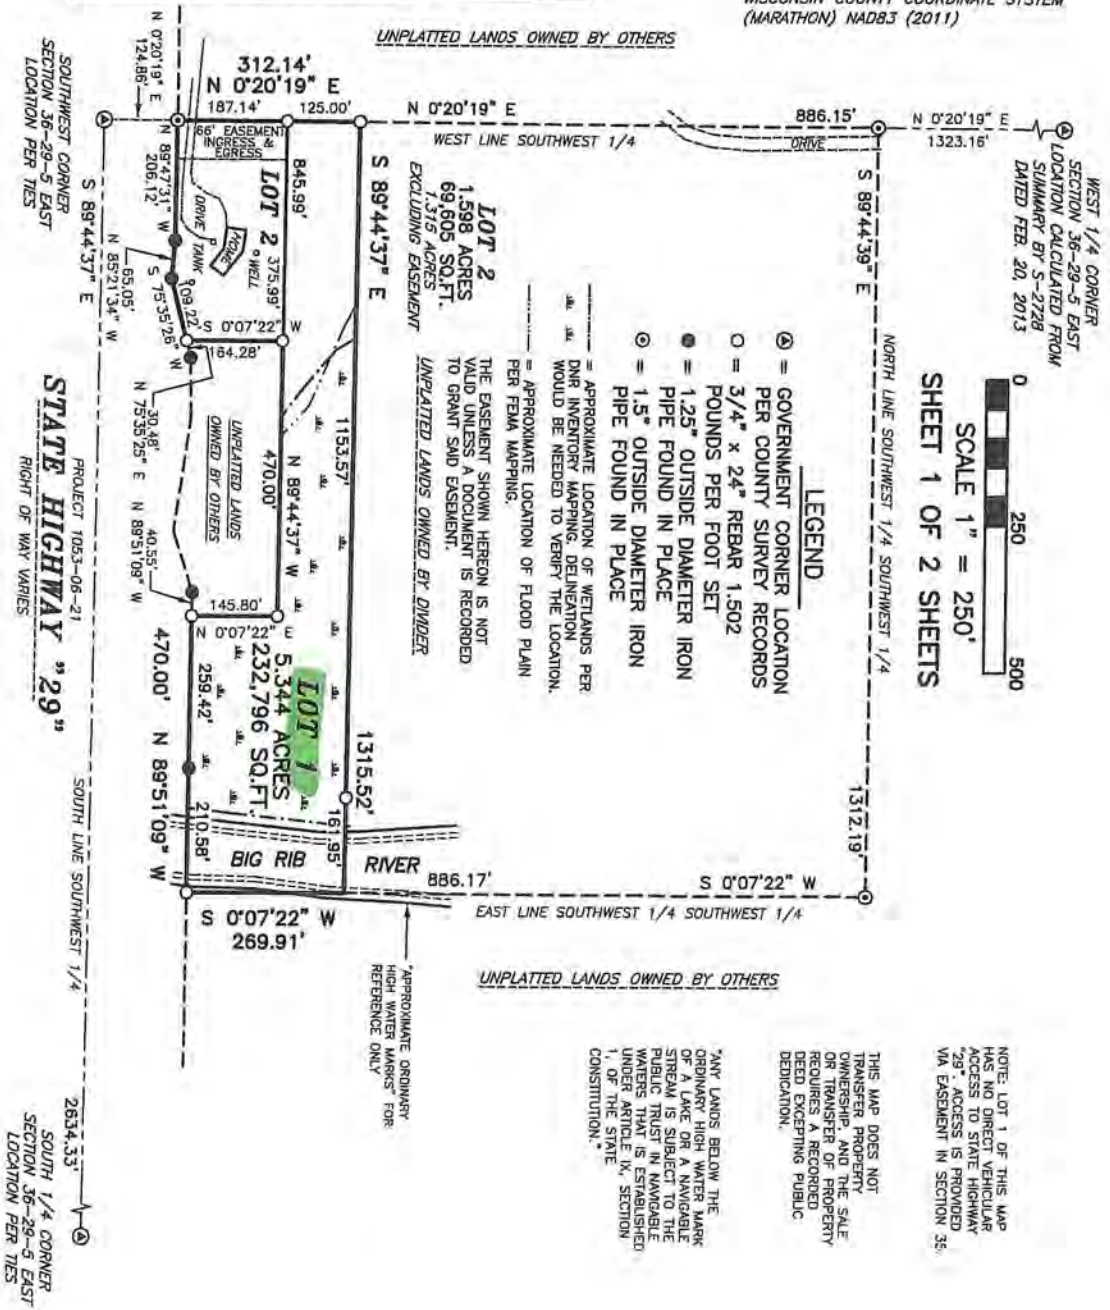 WISCONSIN COUNTY COORDINATE SYSTEM
(MARATHON) NAD83 (2011)
UNPLATTED LANDS OWNED BY OTHERS
WEST 1/4 CORNER
SECTION 36-29-5 EAST
LOCATION CALCULATED FROM
SUMMARY BY S-2728
DATED FEB. 20, 2013
N 0°20'19" E
1323.16'
886.15'
N 0°20'19" E
WEST LINE SOUTHWEST 1/4
DRIVE
312.14'
N 0°20'19" E
187.14'
125.00'
N 0°20'19" E
124.86'
SOUTHWEST CORNER
SECTION 36-29-5 EAST
LOCATION PER TIES
0
250
500
SCALE 1" = 250'
SHEET 1 OF 2 SHEETS
NORTH LINE SOUTHWEST 1/4 SOUTHWEST 1/4
S 89°44'39" E
1312.19'
LEGEND
= GOVERNMENT CORNER LOCATION
PER COUNTY SURVEY RECORDS
= 3/4" x 24" REBAR 1.502
POUNDS PER FOOT SET
= 1.25" OUTSIDE DIAMETER IRON
PIPE FOUND IN PLACE
= 1.5" OUTSIDE DIAMETER IRON
PIPE FOUND IN PLACE
= APPROXIMATE LOCATION OF WETLANDS PER
DNR INVENTORY MAPPING. DELINEATION
WOULD BE NEEDED TO VERIFY THE LOCATION.
= APPROXIMATE LOCATION OF FLOOD PLAIN
PER FEMA MAPPING.
THE EASEMENT SHOWN HEREON IS NOT
VALID UNLESS A DOCUMENT IS RECORDED
TO GRANT SAID EASEMENT.
UNPLATTED LANDS OWNED BY DIVIDER
LOT 2
1.598 ACRES
69,605 SQ.FT.
1.315 ACRES
EXCLUDING EASEMENT
S 89°44'37" E
1153.57'
1315.52'
161.95'
845.99'
66' EASEMENT
INGRESS &
EGRESS
LOT 2
375.99'
WELL
HOME
DRIVE
TANK
P
N 89°47'31" W
206.12'
65.05'
N 85°21'34" W
109.22'
S 75°35'26" W
S 0°07'22" W
164.28'
30.48'
N 75°35'25" E
UNPLATTED LANDS
OWNED BY OTHERS
470.00'
N 89°44'37" W
40.55'
N 89°51'09" W
145.80'
N 0°07'22" E
LOT 1
5.344 ACRES
232,796 SQ.FT.
259.42'
210.58'
470.00'
N 89°51'09" W
BIG RIB
RIVER
886.17'
S 0°07'22" W
EAST LINE SOUTHWEST 1/4 SOUTHWEST 1/4
S 0°07'22" W
269.91'
"APPROXIMATE ORDINARY
HIGH WATER MARKS" FOR
REFERENCE ONLY
UNPLATTED LANDS OWNED BY OTHERS
S 89°44'37" E
PROJECT 1053-06-21
STATE HIGHWAY "29"
RIGHT OF WAY VARIES
SOUTH LINE SOUTHWEST 1/4
2634.33'
SOUTH 1/4 CORNER
SECTION 36-29-5 EAST
LOCATION PER TIES
NOTE: LOT 1 OF THIS MAP
HAS NO DIRECT VEHICULAR
ACCESS TO STATE HIGHWAY
"29". ACCESS IS PROVIDED
VIA EASEMENT IN SECTION 35.
THIS MAP DOES NOT
TRANSFER PROPERTY
OWNERSHIP, AND THE SALE
OR TRANSFER OF PROPERTY
REQUIRES A RECORDED
DEED EXCEPTING PUBLIC
DEDICATION.
"ANY LANDS BELOW THE
ORDINARY HIGH WATER MARK
OF A LAKE OR A NAVIGABLE
STREAM IS SUBJECT TO THE
PUBLIC TRUST IN NAVIGABLE
WATERS THAT IS ESTABLISHED
UNDER ARTICLE IX, SECTION
1, OF THE STATE
CONSTITUTION."